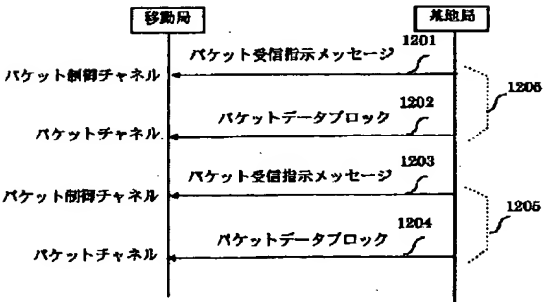 移動局
基地局
パケット受信指示メッセージ
1201
パケット制御チャネル
1206
パケットデータブロック
1202
パケットチャネル
パケット受信指示メッセージ
1203
パケット制御チャネル
1205
パケットデータブロック
1204
パケットチャネル